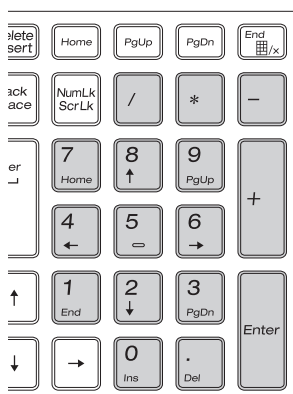 elete
sert
Home
PgUp
PgDn
End
/x
ack
ace
NumLk
ScrLk
/
*
-
7
Home
8
↑
9
PgUp
+
er
4
←
5
6
→
↑
1
End
2
↓
3
PgDn
Enter
↓
→
0
Ins
.
Del